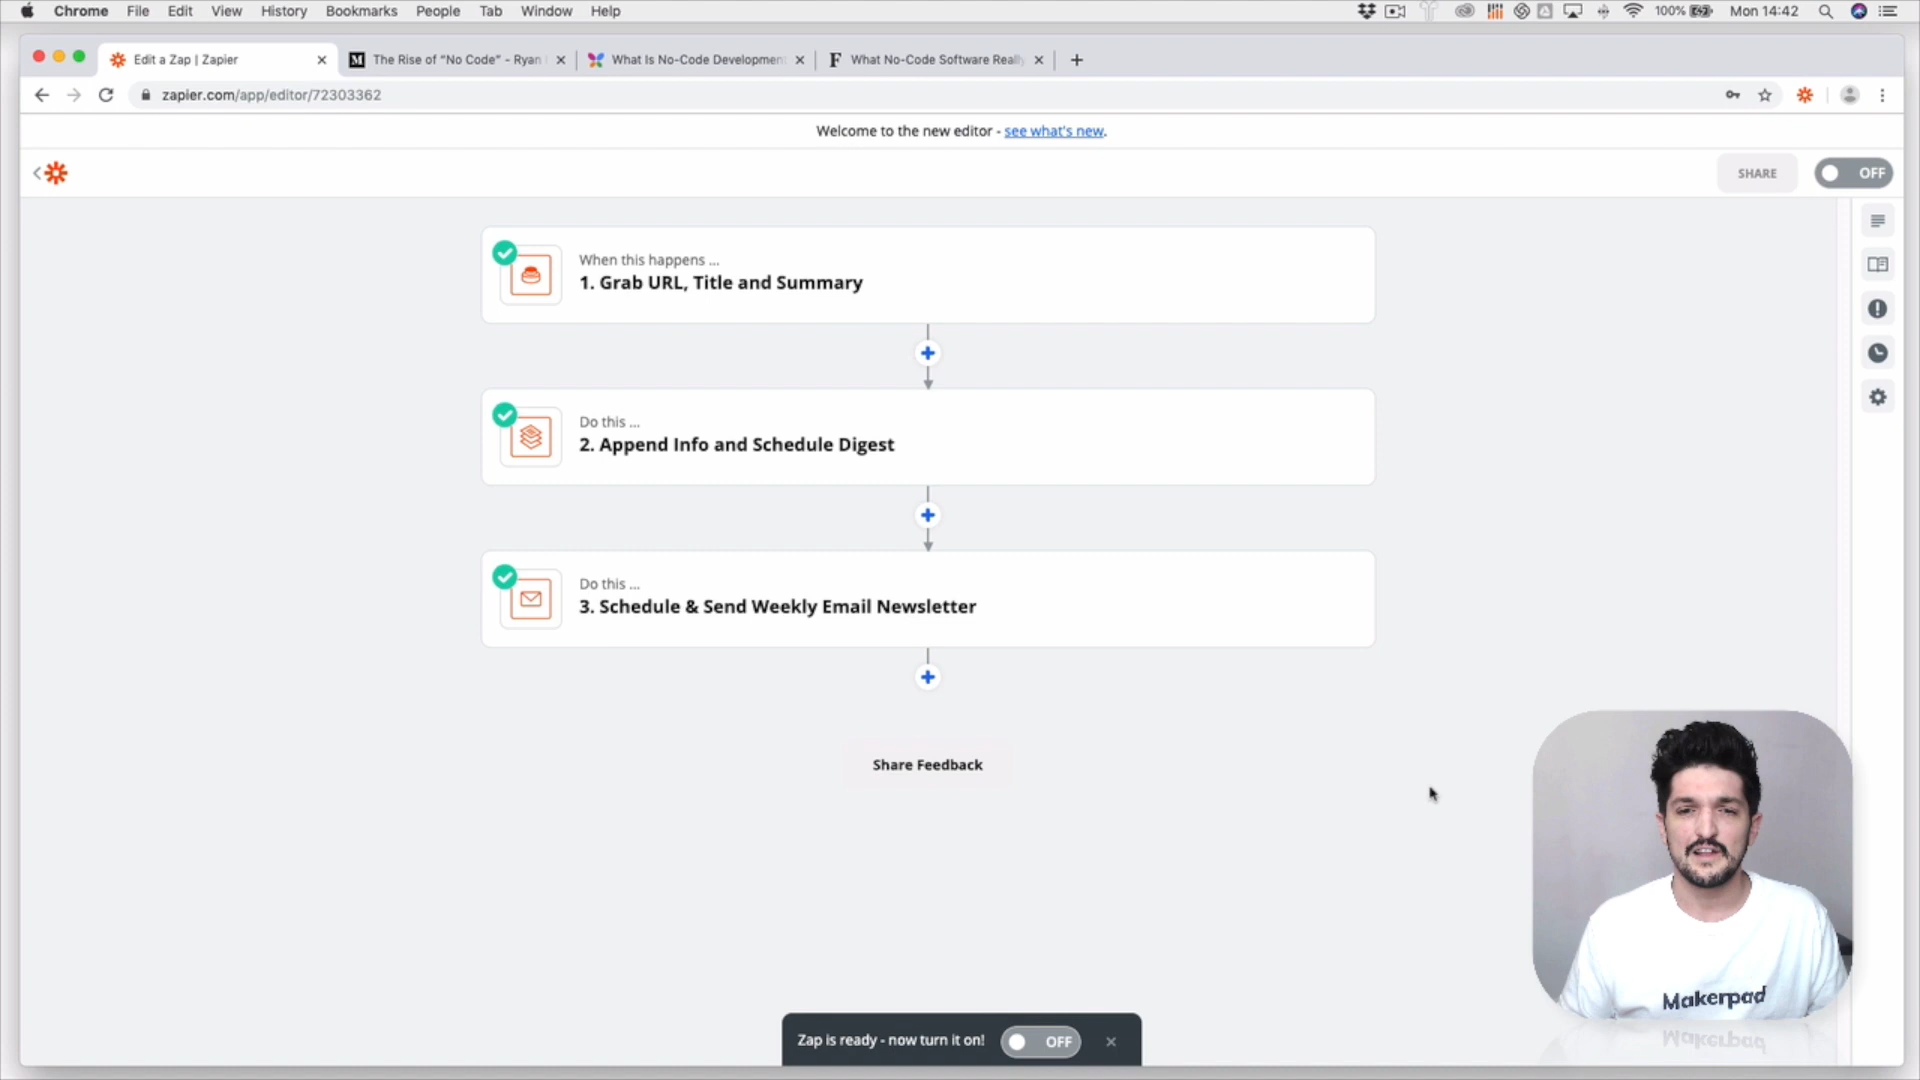 Chrome File Edit View History Bookmarks People Tab Window Help 100% Mon 14:42
Edit a Zap | Zapier The Rise of "No Code" - Ryan What Is No-Code Development F What No-Code Software Really
zapier.com/app/editor/72303362
Welcome to the new editor - see what's new.
SHARE OFF
When this happens ...
1. Grab URL, Title and Summary
Do this ...
2. Append Info and Schedule Digest
Do this ...
3. Schedule & Send Weekly Email Newsletter
Share Feedback
Makerpad
Zap is ready - now turn it on! OFF